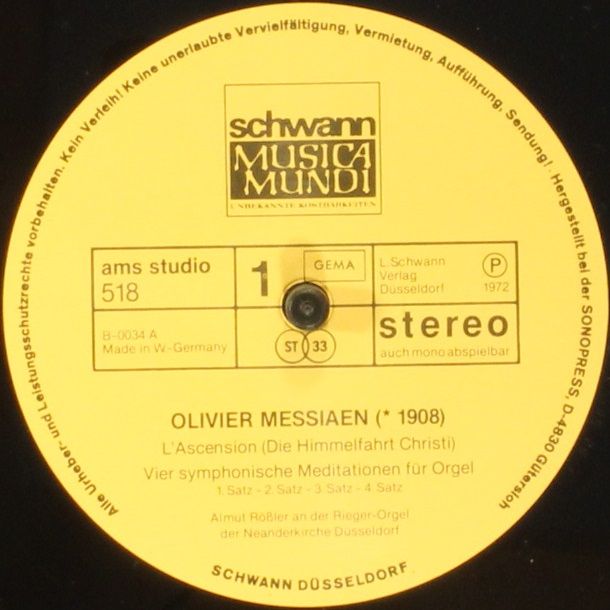 Alle Urheber- und Leistungsschutzrechte vorbehalten. Kein Verleih! Keine unerlaubte Vervielfältigung, Vermietung, Aufführung, Sendung! Hergestellt bei der SONOPRESS, D-4830 Gütersloh
schwann
MUSICA
MUNDI
UNBEKANNTE KOSTBARKEITEN
ams studio
518
1
GEMA
L.Schwann
Verlag
Düsseldorf
P
1972
B-0034 A
Made in W.-Germany
ST 33
stereo
auch mono abspielbar
OLIVIER MESSIAEN (* 1908)
L'Ascension (Die Himmelfahrt Christi)
Vier symphonische Meditationen für Orgel
1. Satz - 2. Satz - 3. Satz - 4. Satz
Almut Rößler an der Rieger-Orgel
der Neanderkirche Düsseldorf
SCHWANN DÜSSELDORF